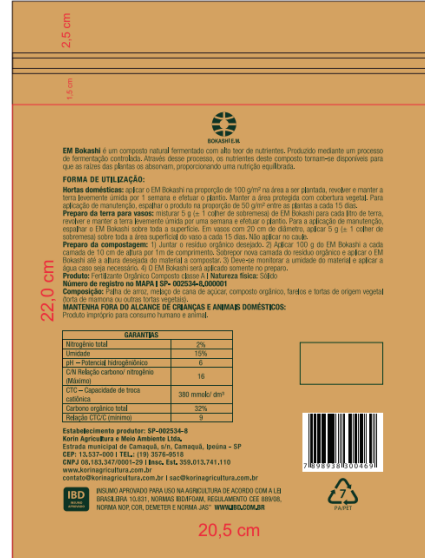 2,5 cm
1,5 cm
22,0 cm
BOKASHI
EM Bokashi é um composto natural fermentado com alto teor de nutrientes. Produzido mediante um processo
de fermentação controlada. Através desse processo, os nutrientes deste composto tornam-se disponíveis para
que as raízes das plantas os absorvam, proporcionando uma nutrição equilibrada.
FORMA DE UTILIZAÇÃO:
Hortas domésticas: aplicar o EM Bokashi na proporção de 100 g/m² na área a ser plantada, revolver e manter a
terra levemente úmida por 1 semana e efetuar o plantio. Manter a área protegida com cobertura vegetal. Para
aplicação de manutenção, espalhar o produto na proporção de 50 g/m² entre as plantas a cada 15 dias.
Preparo da terra para vasos: misturar 5 g (± 1 colher de sobremesa) de EM Bokashi para cada litro de terra,
revolver e manter a terra levemente úmida por uma semana e efetuar o plantio. Para a aplicação de manutenção,
espalhar o EM Bokashi sobre toda a superfície. Em vasos com 20 cm de diâmetro, aplicar 5 g (± 1 colher de
sobremesa) sobre toda a área superficial do vaso a cada 15 dias. Não aplicar no caule.
Preparo da compostagem: 1) Juntar o resíduo orgânico desejado. 2) Aplicar 100 g de EM Bokashi a cada
camada de 10 cm de altura por 1m de comprimento. Sobrepor nova camada do resíduo orgânico e aplicar o EM
Bokashi até a altura desejada do material a compostar. 3) Deve-se monitorar a umidade do material e aplicar a
água caso seja necessário. 4) O EM Bokashi será aplicado somente no preparo.
Produto: Fertilizante Orgânico Composto classe A | Natureza física: Sólido
Número de registro no MAPA | SP- 002534-8,000001
Composição: Palha de arroz, melaço de cana de açúcar, composto orgânico, farelos e tortas de origem vegetal
(torta de mamona ou outras tortas vegetais).
MANTENHA FORA DO ALCANCE DE CRIANÇAS E ANIMAIS DOMÉSTICOS:
Produto impróprio para consumo humano e animal.
GARANTIAS
Nitrogênio total 2%
Umidade 15%
pH – Potencial hidrogêniônico 6
C/N Relação carbono/ nitrogênio
(Máximo) 16
CTC – Capacidade de troca
catiônica 380 mmolc/ dm³
Carbono orgânico total 32%
Relação CTC/C (mínimo) 9
Estabelecimento produtor: SP-002534-8
Korin Agricultura e Meio Ambiente Ltda.
Estrada municipal de Camaquã, s/n, Camaquã, Ipeúna - SP
CEP: 13.537-000 | TEL.: (19) 3576-9518
CNPJ 08.183.347/0001-29 | Insc. Est. 359.013.741.110
www.korinagricultura.com.br
contato@korinagricultura.com.br | sac@korinagricultura.com.br
7 898938 300469
IBD
INSUMO APROVADO PARA USO NA AGRICULTURA DE ACORDO COM A LEI
BRASILEIRA 10.831, NORMAS IBD/IFOAM, REGULAMENTO CEE 889/08,
NORMA NOP, COR, DEMETER E NORMA JAS" WWW.IBD.COM.BR
7
PA/PET
20,5 cm